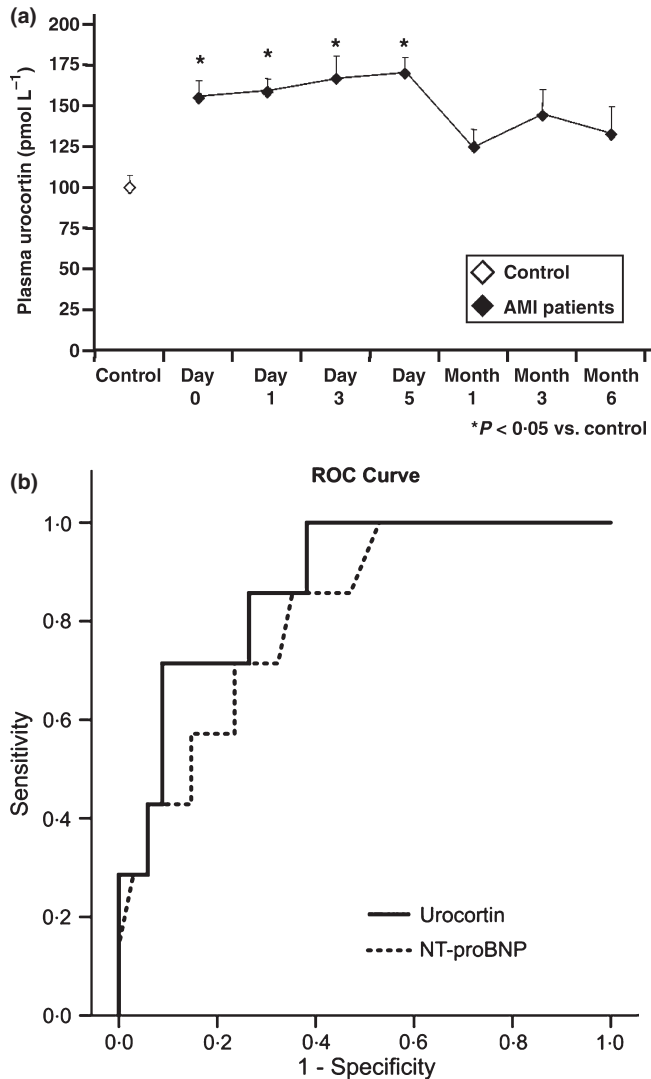 (a)
Plasma urocortin (pmol L⁻¹)
200
175
150
125
100
75
50
25
0
* * * *
Control
AMI patients
Control Day 0 Day 1 Day 3 Day 5 Month 1 Month 3 Month 6
*P < 0·05 vs. control
(b)
ROC Curve
Sensitivity
1·0
0·8
0·6
0·4
0·2
0·0
Urocortin
NT-proBNP
0·0 0·2 0·4 0·6 0·8 1·0
1 - Specificity